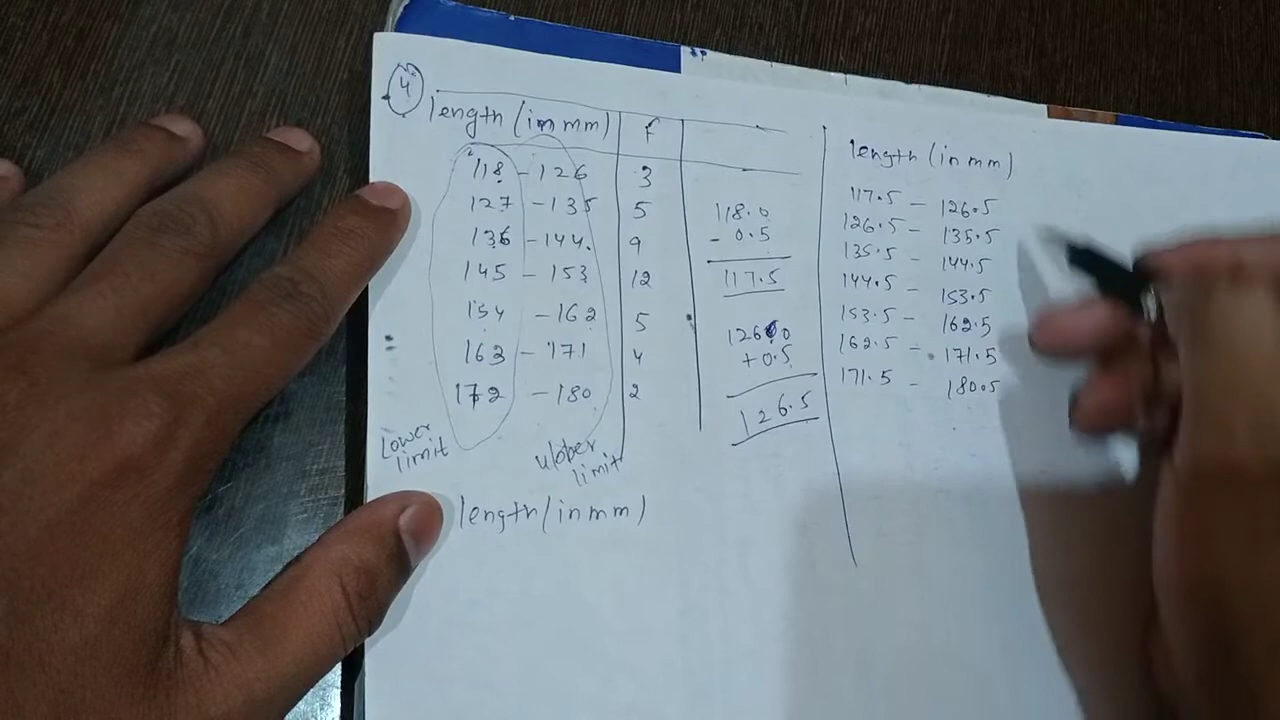 4
length (in mm) f
118 - 126 3
127 - 135 5
136 - 144 9
145 - 153 12
154 - 162 5
163 - 171 4
172 - 180 2
lower
limit
upper
limit
length (in mm)
118.0
- 0.5
117.5
126.0
+ 0.5
126.5
length (in mm)
117.5 - 126.5
126.5 - 135.5
135.5 - 144.5
144.5 - 153.5
153.5 - 162.5
162.5 - 171.5
171.5 - 180.5